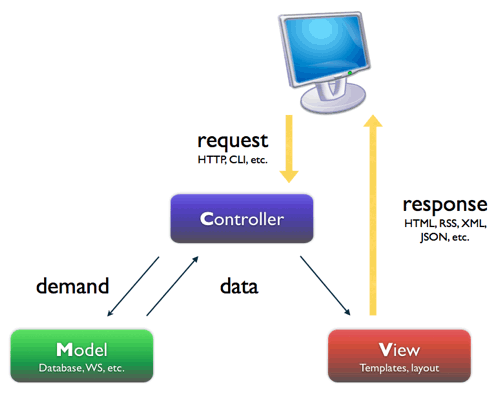 request
HTTP, CLI, etc.
response
HTML, RSS, XML,
JSON, etc.
Controller
demand
data
Model
Database, WS, etc.
View
Templates, layout